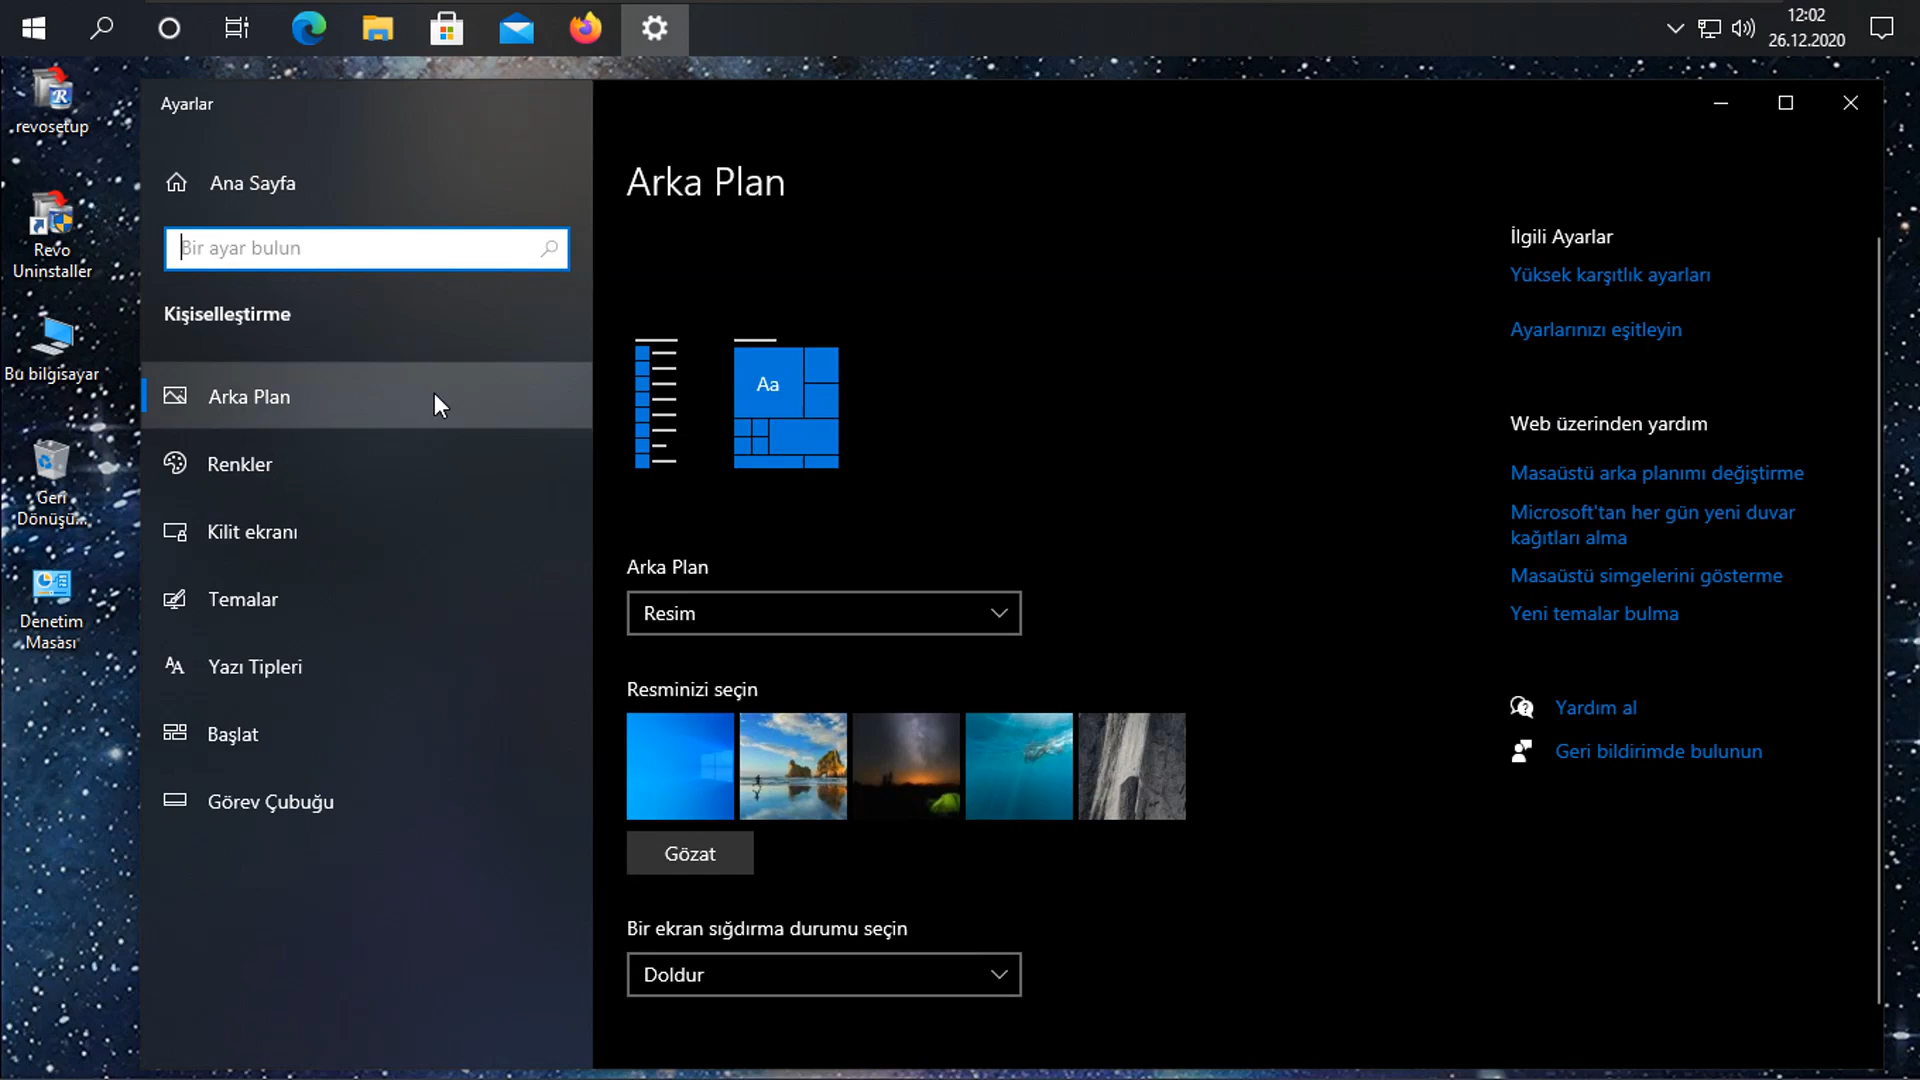 12:02
26.12.2020
revosetup
Revo
Uninstaller
Bu bilgisayar
Geri
Dönüşü...
Denetim
Masası
Ayarlar
Ana Sayfa
Bir ayar bulun
Kişiselleştirme
Arka Plan
Renkler
Kilit ekranı
Temalar
Yazı Tipleri
Başlat
Görev Çubuğu
Arka Plan
Aa
Arka Plan
Resim
Resminizi seçin
Gözat
Bir ekran sığdırma durumu seçin
Doldur
İlgili Ayarlar
Yüksek karşıtlık ayarları
Ayarlarınızı eşitleyin
Web üzerinden yardım
Masaüstü arka planımı değiştirme
Microsoft'tan her gün yeni duvar
kağıtları alma
Masaüstü simgelerini gösterme
Yeni temalar bulma
Yardım al
Geri bildirimde bulunun